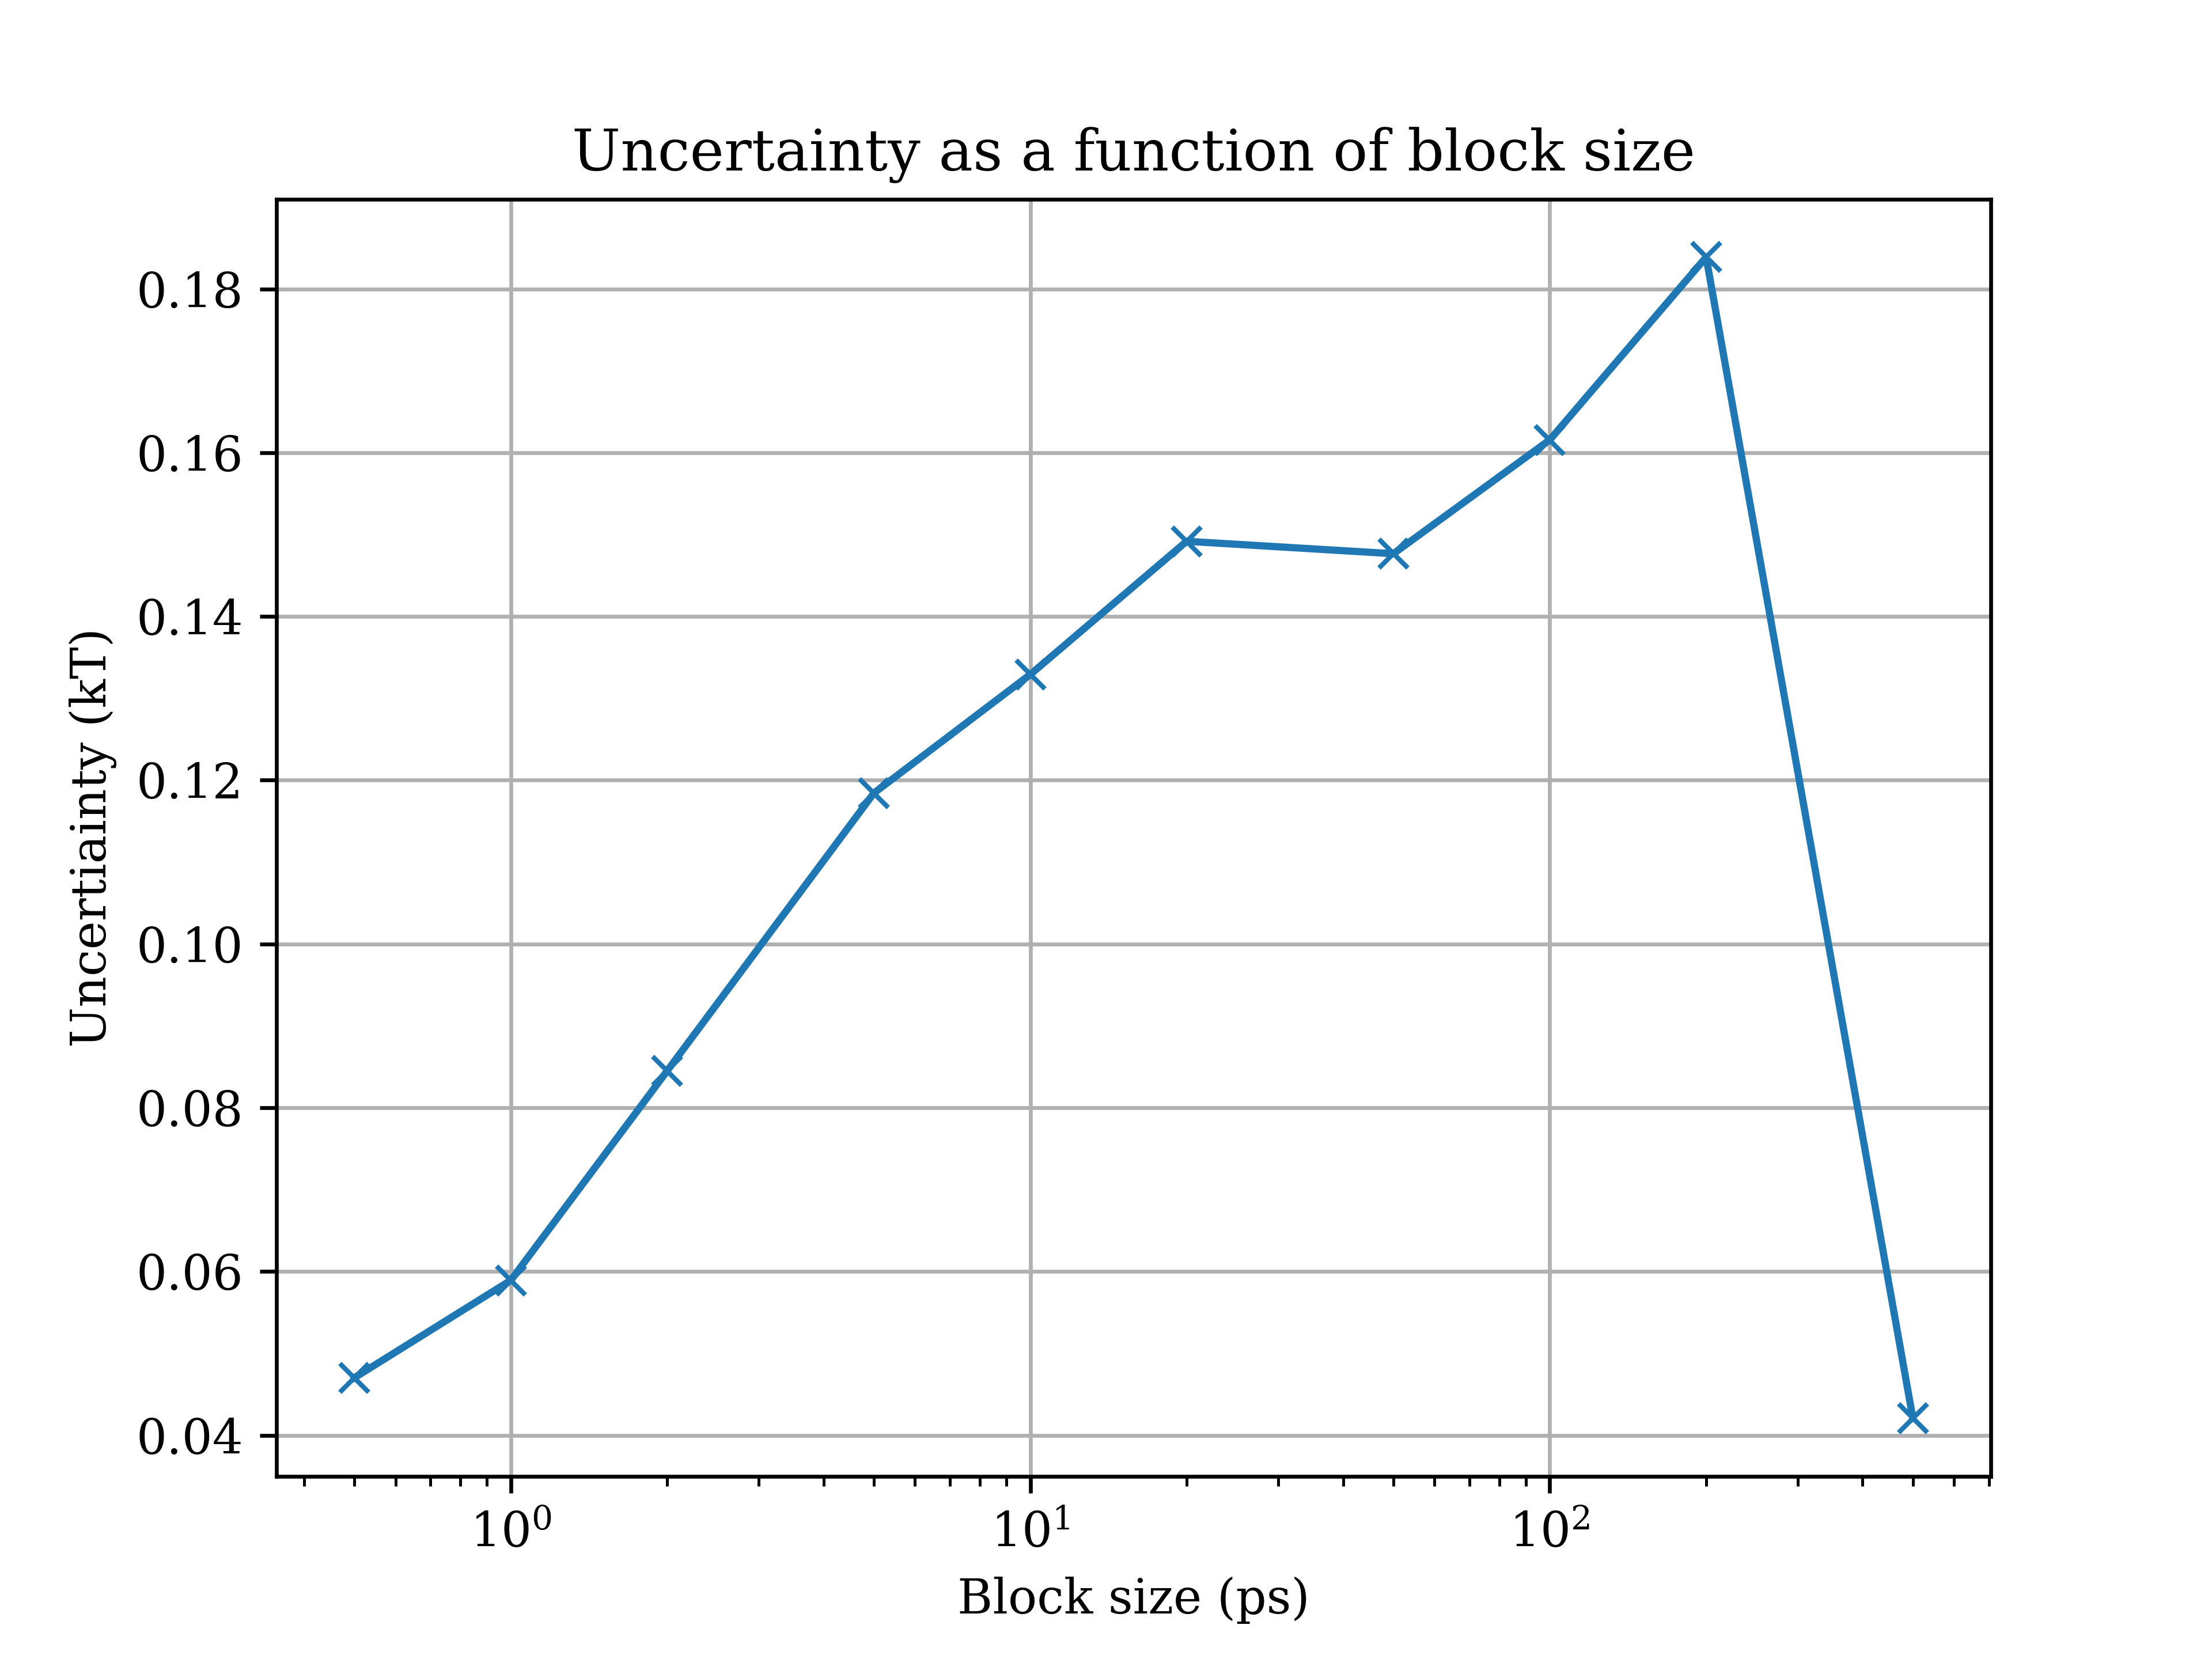 Uncertainty as a function of block size
0.18
0.16
0.14
0.12
0.10
0.08
0.06
0.04
Uncertiainty (kT)
10⁰ 10¹ 10²
Block size (ps)